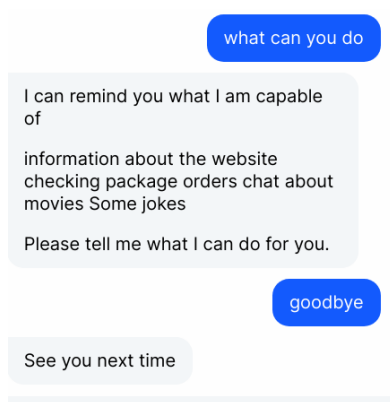 what can you do
I can remind you what I am capable
of
information about the website
checking package orders chat about
movies Some jokes
Please tell me what I can do for you.
goodbye
See you next time